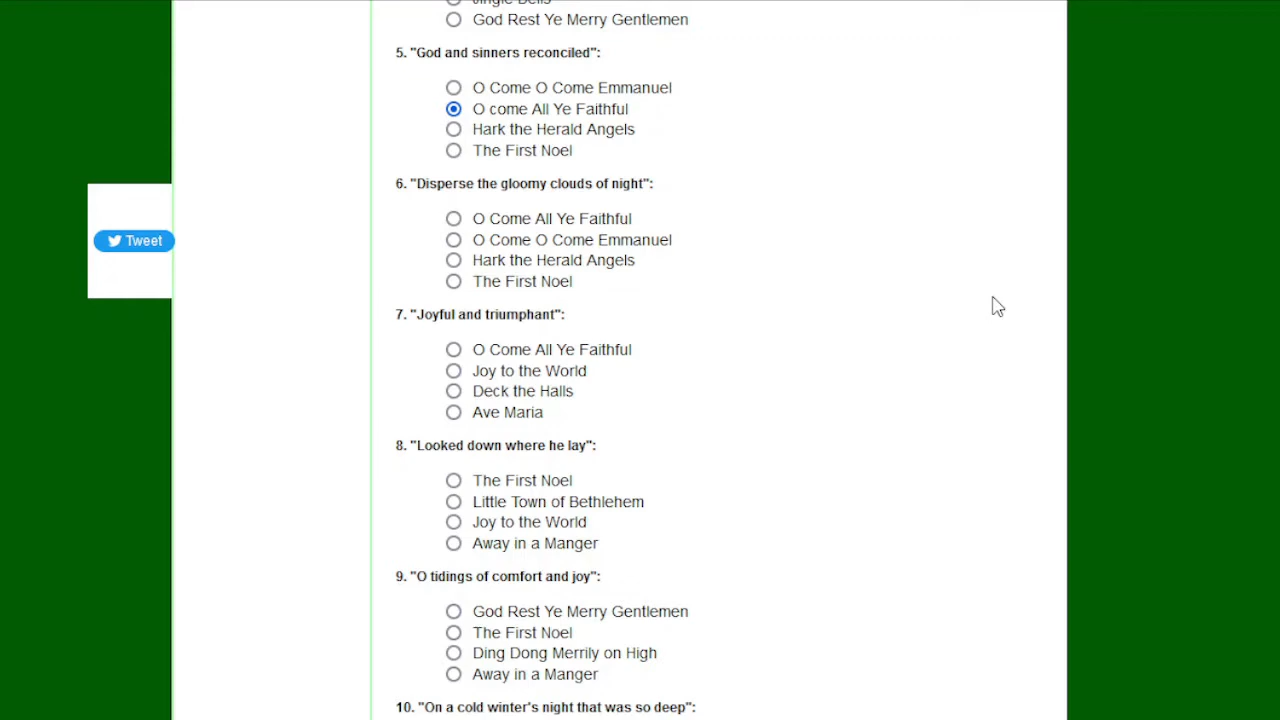 Jingle Bells
God Rest Ye Merry Gentlemen
5. "God and sinners reconciled":
O Come O Come Emmanuel
O come All Ye Faithful
Hark the Herald Angels
The First Noel
6. "Disperse the gloomy clouds of night":
O Come All Ye Faithful
O Come O Come Emmanuel
Hark the Herald Angels
The First Noel
Tweet
7. "Joyful and triumphant":
O Come All Ye Faithful
Joy to the World
Deck the Halls
Ave Maria
8. "Looked down where he lay":
The First Noel
Little Town of Bethlehem
Joy to the World
Away in a Manger
9. "O tidings of comfort and joy":
God Rest Ye Merry Gentlemen
The First Noel
Ding Dong Merrily on High
Away in a Manger
10. "On a cold winter's night that was so deep":